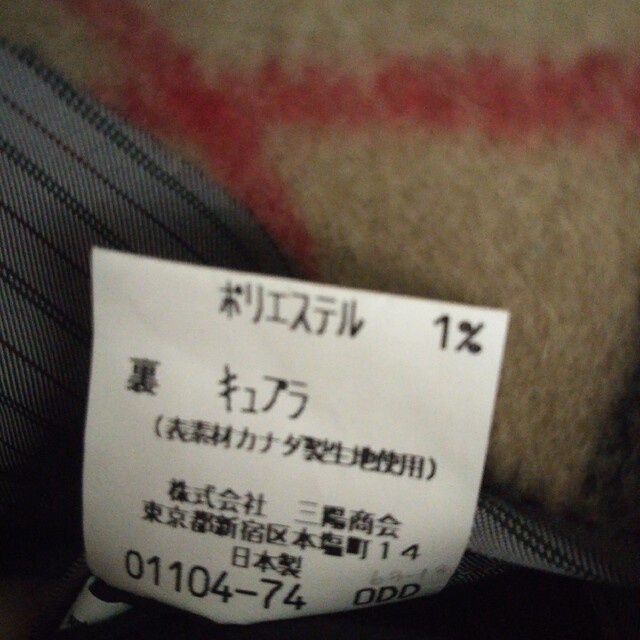 ポリエステル 1%
裏 キュプラ
(表素材カナダ製生地使用)
株式会社 三陽商会
東京都新宿区本塩町14
日本製
01104-74 ODD